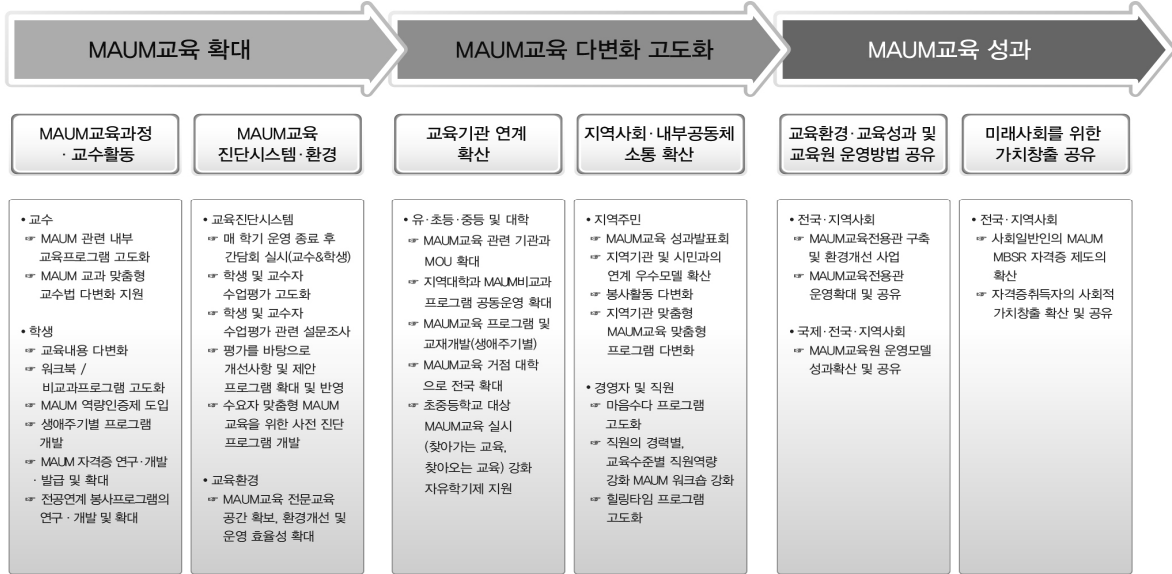 MAUM교육 확대
MAUM교육 다변화 고도화
MAUM교육 성과
MAUM교육과정
· 교수활동
MAUM교육
진단시스템·환경
교육기관 연계
확산
지역사회·내부공동체
소통 확산
교육환경·교육성과 및
교육원 운영방법 공유
미래사회를 위한
가치창출 공유
• 교수
☞ MAUM 관련 내부
교육프로그램 고도화
☞ MAUM 교과 맞춤형
교수법 다변화 지원
• 학생
☞ 교육내용 다변화
☞ 워크북 /
비교과프로그램 고도화
☞ MAUM 역량인증제 도입
☞ 생애주기별 프로그램
개발
☞ MAUM 자격증 연구·개발
· 발급 및 확대
☞ 전공연계 봉사프로그램의
연구 · 개발 및 확대
• 교육진단시스템
☞ 매 학기 운영 종료 후
간담회 실시(교수&학생)
☞ 학생 및 교수자
수업평가 고도화
☞ 학생 및 교수자
수업평가 관련 설문조사
☞ 평가를 바탕으로
개선사항 및 제안
프로그램 확대 및 반영
☞ 수요자 맞춤형 MAUM
교육을 위한 사전 진단
프로그램 개발
• 교육환경
☞ MAUM교육 전문교육
공간 확보, 환경개선 및
운영 효율성 확대
• 유·초등·중등 및 대학
☞ MAUM교육 관련 기관과
MOU 확대
☞ 지역대학과 MAUM비교과
프로그램 공동운영 확대
☞ MAUM교육 프로그램 및
교재개발(생애주기별)
☞ MAUM교육 거점 대학
으로 전국 확대
☞ 초중등학교 대상
MAUM교육 실시
(찾아가는 교육,
찾아오는 교육) 강화
자유학기제 지원
• 지역주민
☞ MAUM교육 성과발표회
☞ 지역기관 및 시민과의
연계 우수모델 확산
☞ 봉사활동 다변화
☞ 지역기관 맞춤형
MAUM교육 맞춤형
프로그램 다변화
• 경영자 및 직원
☞ 마음수다 프로그램
고도화
☞ 직원의 경력별,
교육수준별 직원역량
강화 MAUM 워크숍 강화
☞ 힐링타임 프로그램
고도화
• 전국·지역사회
☞ MAUM교육전용관 구축
및 환경개선 사업
☞ MAUM교육전용관
운영확대 및 공유
• 국제·전국·지역사회
☞ MAUM교육원 운영모델
성과확산 및 공유
• 전국·지역사회
☞ 사회일반인의 MAUM
MBSR 자격증 제도의
확산
☞ 자격증취득자의 사회적
가치창출 확산 및 공유